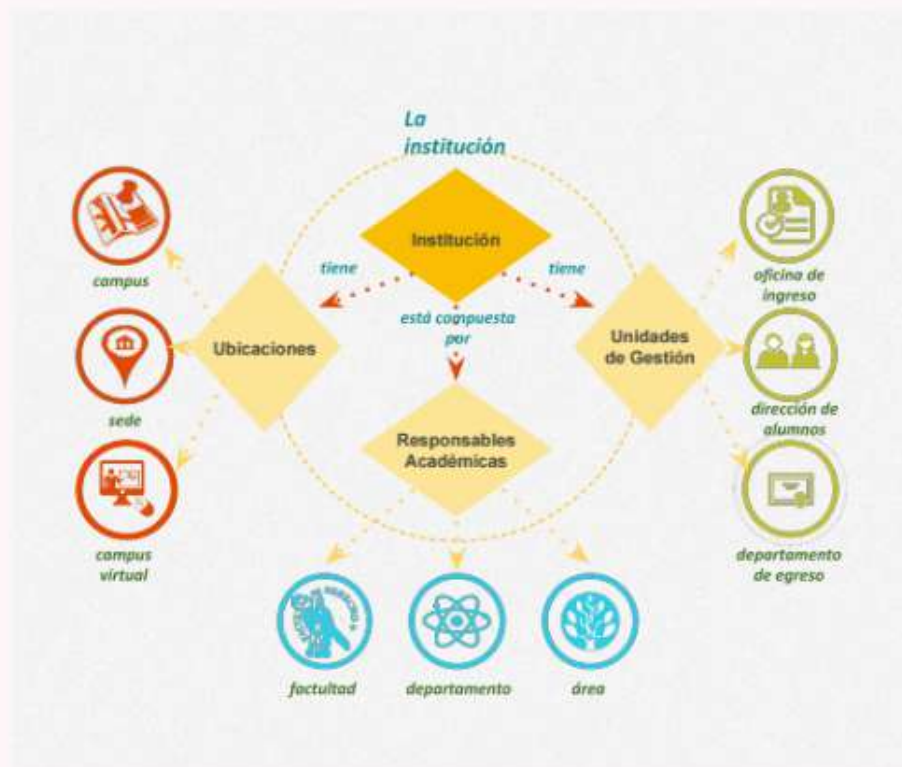 La
institución
Institución
tiene
tiene
está compuesta
por
Ubicaciones
Unidades
de Gestión
Responsables
Académicas
campus
sede
campus
virtual
oficina de
ingreso
dirección de
alumnos
departamento
de egreso
factultad
departamento
área